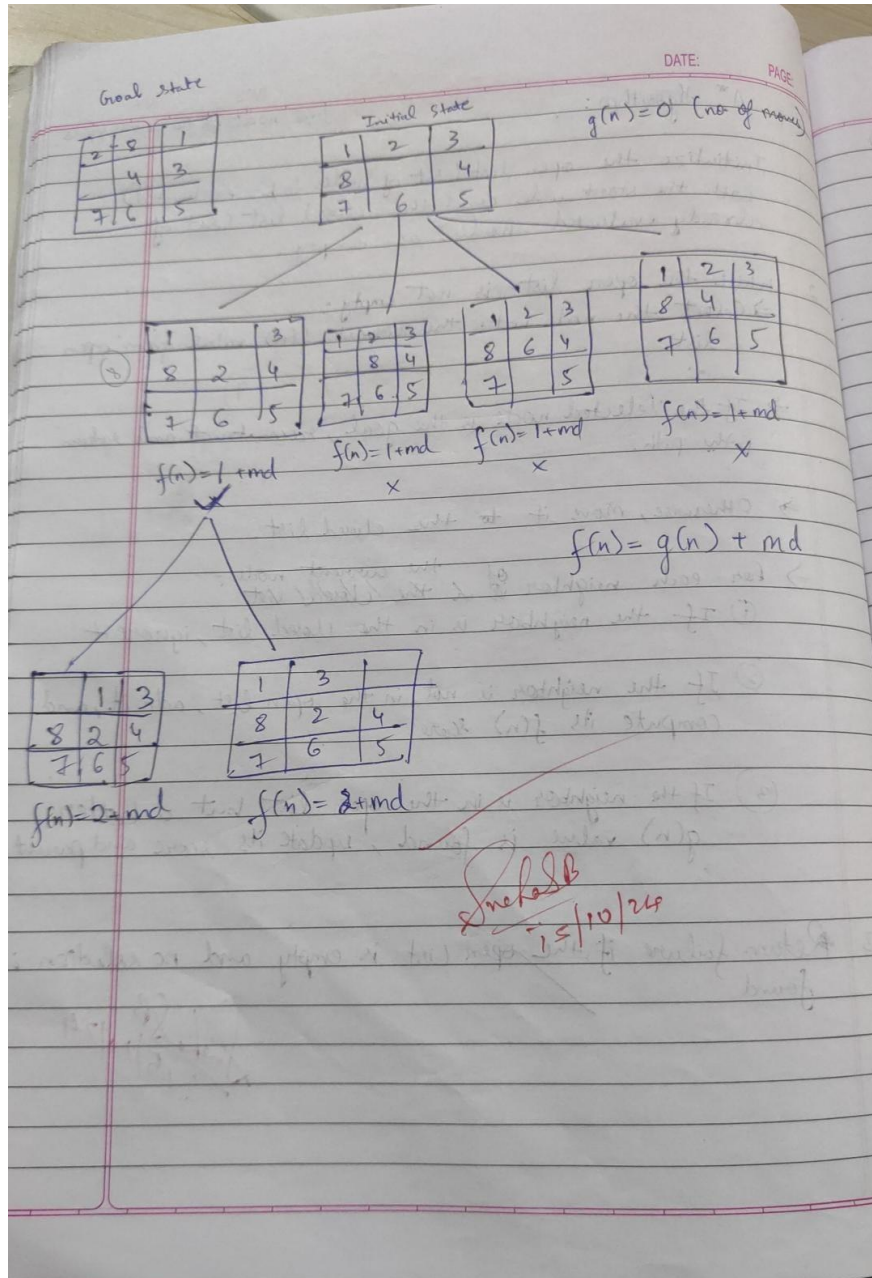 DATE:
PAGE:
Goal State
Initial State
g(n)=0, (no of moves)
2 8 1
4 3
7 6 5
1 2 3
8 4
7 6 5
1 3
8 2 4
7 6 5
1 2 3
8 4
7 6 5
1 2 3
8 6 4
7 5
1 2 3
8 4
7 6 5
8
f(n)=1+md
f(n)=1+md
x
f(n)=1+md
x
f(n)=1+md
x
f(n)= g(n) + md
1 3
8 2 4
7 6 5
1 3
8 2 4
7 6 5
f(n)=2+md
f(n)= 2+md
SnehaSB
15/10/24